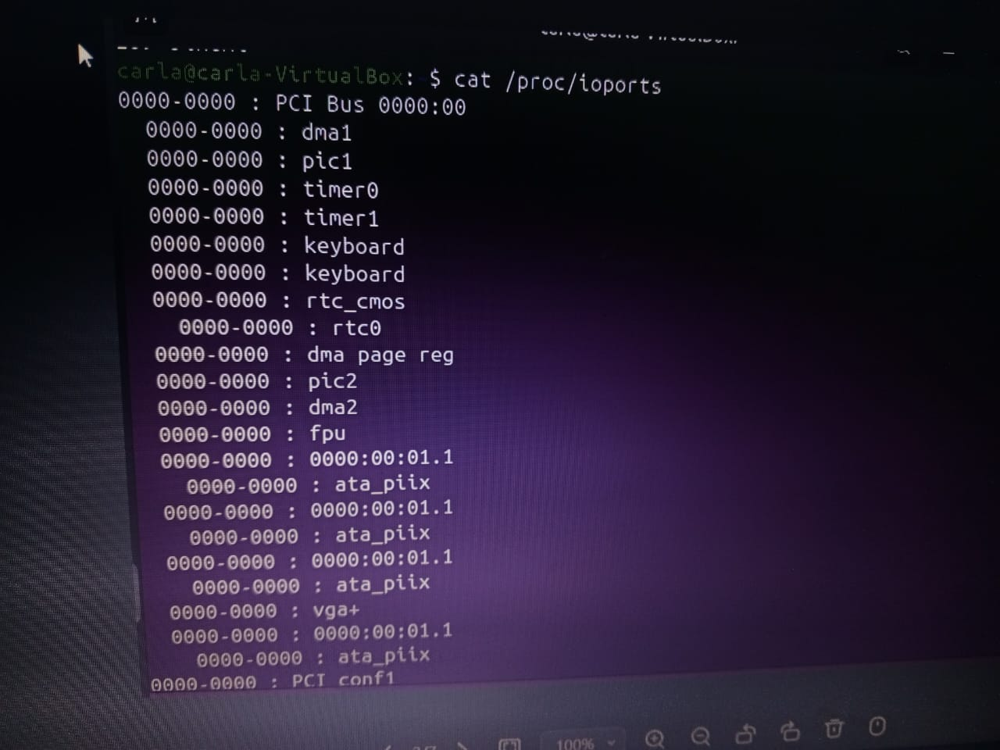 carla@carla-VirtualBox: $ cat /proc/ioports
0000-0000 : PCI Bus 0000:00
0000-0000 : dma1
0000-0000 : pic1
0000-0000 : timer0
0000-0000 : timer1
0000-0000 : keyboard
0000-0000 : keyboard
0000-0000 : rtc_cmos
0000-0000 : rtc0
0000-0000 : dma page reg
0000-0000 : pic2
0000-0000 : dma2
0000-0000 : fpu
0000-0000 : 0000:00:01.1
0000-0000 : ata_piix
0000-0000 : 0000:00:01.1
0000-0000 : ata_piix
0000-0000 : 0000:00:01.1
0000-0000 : ata_piix
0000-0000 : vga+
0000-0000 : 0000:00:01.1
0000-0000 : ata_piix
0000-0000 : PCI conf1
100%